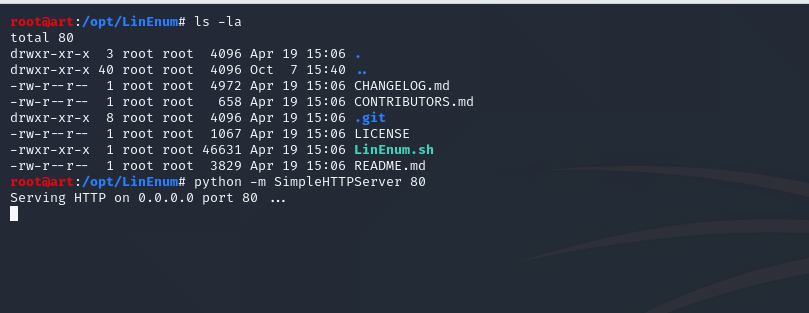 root@art:/opt/LinEnum# ls -la
total 80
drwxr-xr-x  3 root root  4096 Apr 19 15:06 .
drwxr-xr-x 40 root root  4096 Oct  7 15:40 ..
-rw-r--r--  1 root root  4972 Apr 19 15:06 CHANGELOG.md
-rw-r--r--  1 root root   658 Apr 19 15:06 CONTRIBUTORS.md
drwxr-xr-x  8 root root  4096 Apr 19 15:06 .git
-rw-r--r--  1 root root  1067 Apr 19 15:06 LICENSE
-rwxr-xr-x  1 root root 46631 Apr 19 15:06 LinEnum.sh
-rw-r--r--  1 root root  3829 Apr 19 15:06 README.md
root@art:/opt/LinEnum# python -m SimpleHTTPServer 80
Serving HTTP on 0.0.0.0 port 80 ...